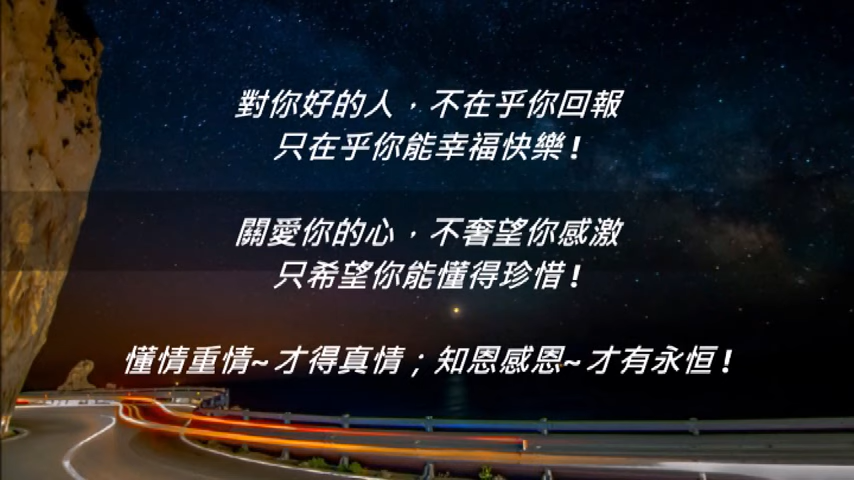 對你好的人，不在乎你回報
只在乎你能幸福快樂！
關愛你的心，不奢望你感激
只希望你能懂得珍惜！
懂情重情~才得真情；知恩感恩~才有永恒！